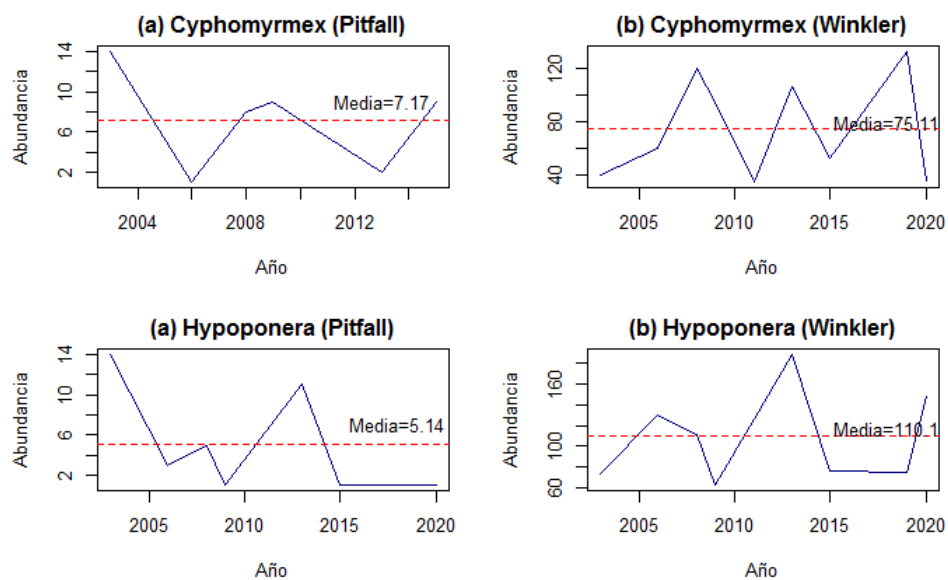 (a) Cyphomyrmex (Pitfall)
Abundancia
14
10
6
2
Media=7.17
2004 2008 2012
Año
(b) Cyphomyrmex (Winkler)
Abundancia
120
80
40
Media=75.11
2005 2010 2015 2020
Año
(a) Hypoponera (Pitfall)
Abundancia
14
10
6
2
Media=5.14
2005 2010 2015 2020
Año
(b) Hypoponera (Winkler)
Abundancia
160
100
60
Media=110.1
2005 2010 2015 2020
Año